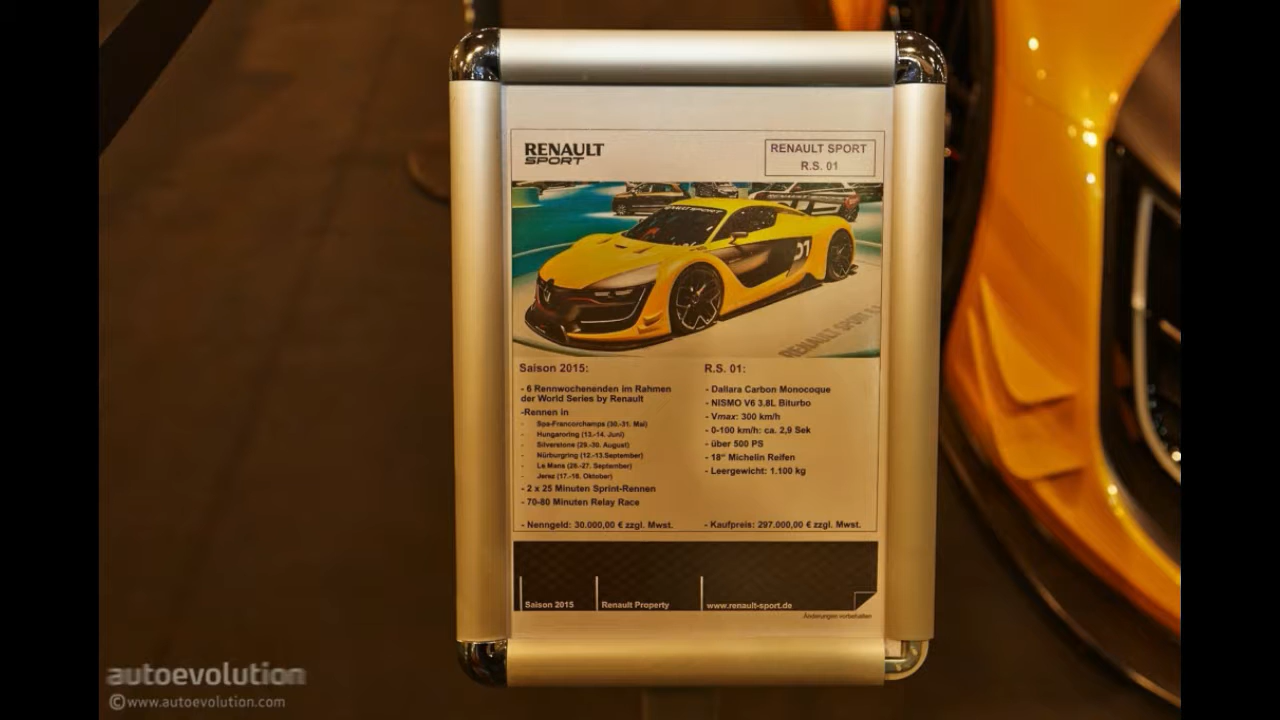 RENAULT
SPORT
RENAULT SPORT
R.S. 01
RENAULT SPORT
01
RENAULT SPORT
Saison 2015:
- 6 Rennwochenenden im Rahmen
der World Series by Renault
-Rennen in
- Spa-Francorchamps (30.-31. Mai)
- Hungaroring (13.-14. Juni)
- Silverstone (29.-30. August)
- Nürburgring (12.-13.September)
- Le Mans (26.-27. September)
- Jerez (17.-18. Oktober)
- 2 x 25 Minuten Sprint-Rennen
- 70-80 Minuten Relay Race
- Nenngeld: 30.000,00 € zzgl. Mwst.
R.S. 01:
- Dallara Carbon Monocoque
- NISMO V6 3.8L Biturbo
- Vmax: 300 km/h
- 0-100 km/h: ca. 2,9 Sek
- über 500 PS
- 18“ Michelin Reifen
- Leergewicht: 1.100 kg
- Kaufpreis: 297.000,00 € zzgl. Mwst.
Saison 2015
Renault Property
www.renault-sport.de
Änderungen vorbehalten
autoevolution
©www.autoevolution.com